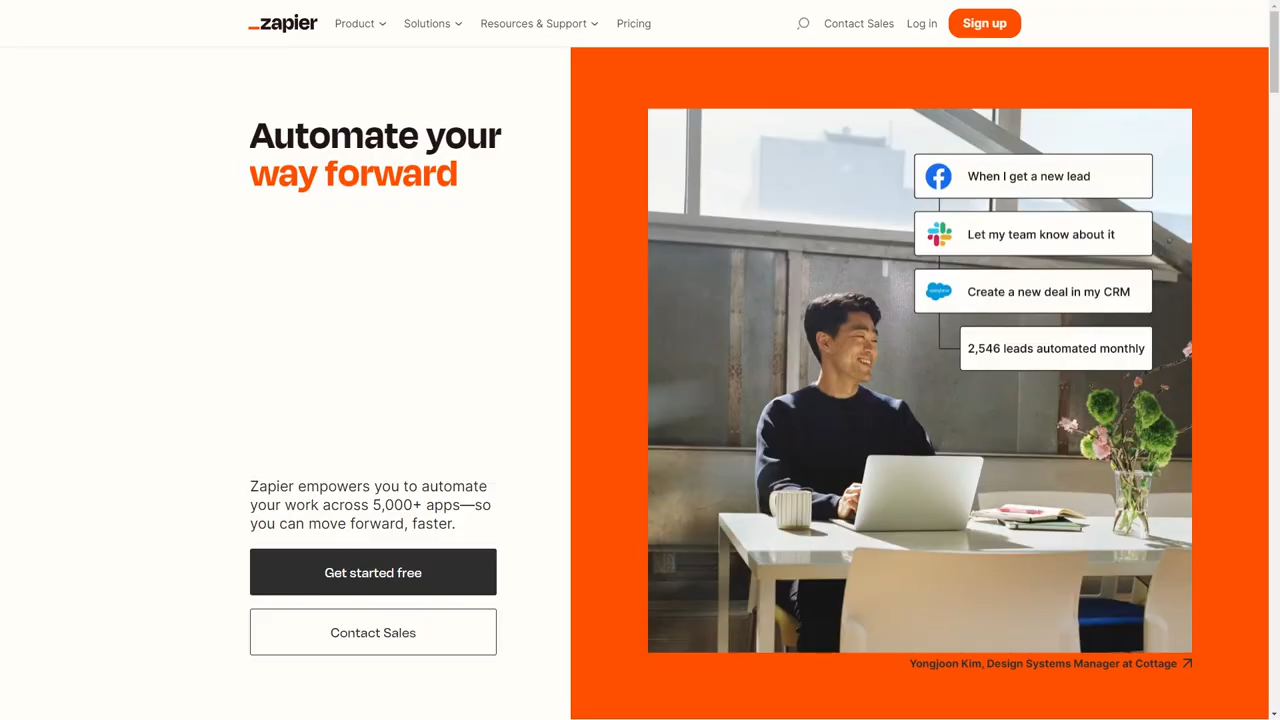 _zapier
Product
Solutions
Resources & Support
Pricing
Contact Sales
Log in
Sign up
Automate your
way forward
Zapier empowers you to automate
your work across 5,000+ apps—so
you can move forward, faster.
Get started free
Contact Sales
When I get a new lead
Let my team know about it
salesforce
Create a new deal in my CRM
2,546 leads automated monthly
Yongjoon Kim, Design Systems Manager at Cottage